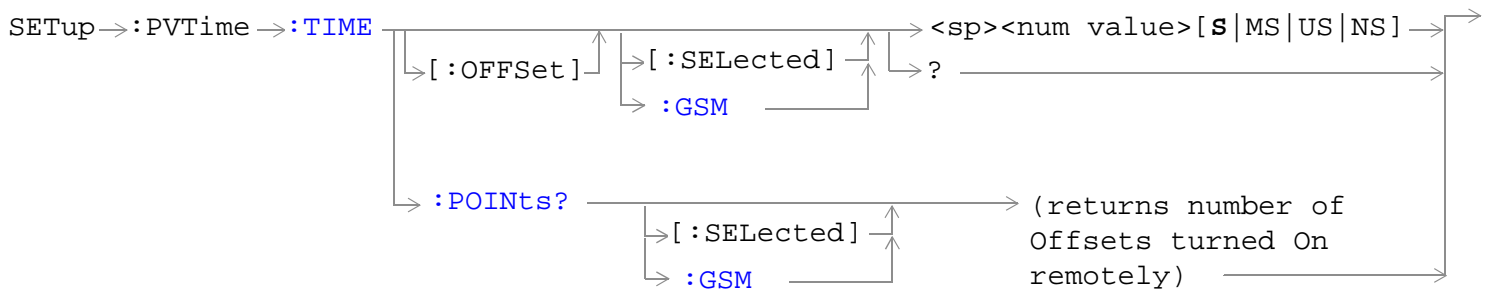 SETup :PVTime :TIME <sp><num value>[S|MS|US|NS]
[:OFFSet] [:SELected] ?
:GSM
:POINts? (returns number of
[:SELected] Offsets turned On
:GSM remotely)